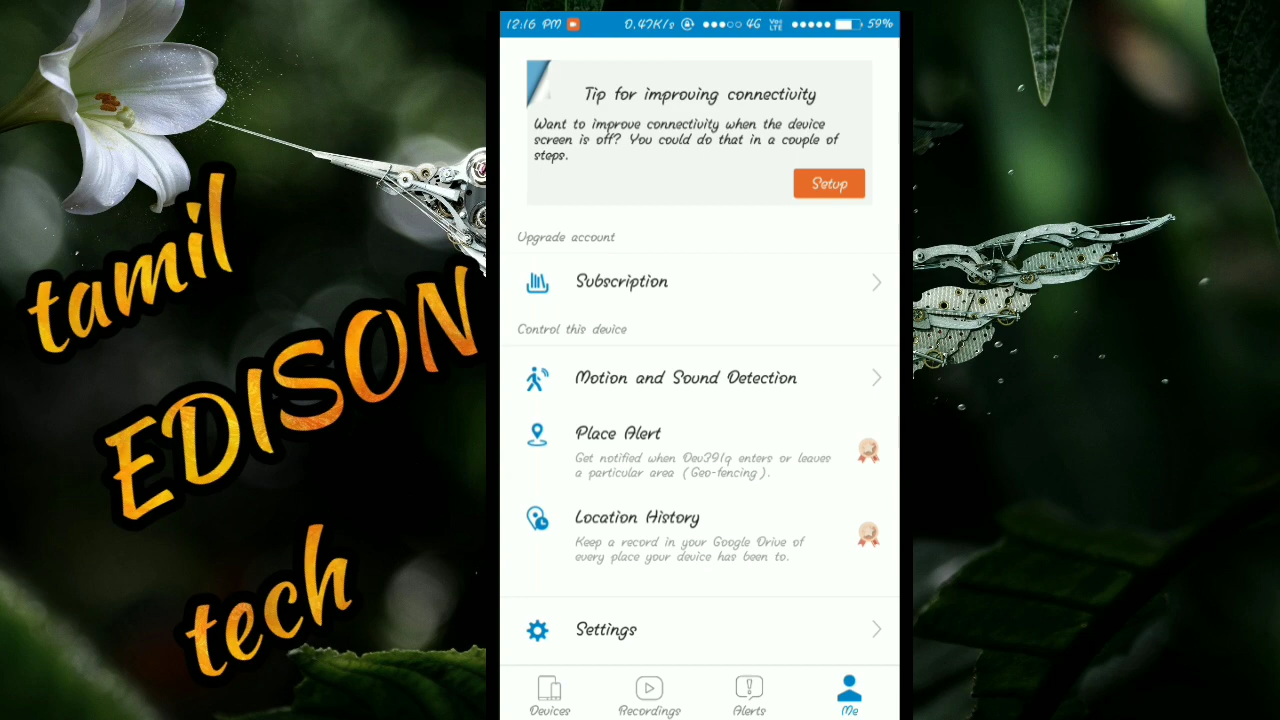 tamil
EDISON
tech
12:16 PM 0.47K/s 4G VoLTE 59%
Tip for improving connectivity
Want to improve connectivity when the device
screen is off? You could do that in a couple of
steps.
Setup
Upgrade account
Subscription
Control this device
Motion and Sound Detection
Place Alert
Get notified when Dev391q enters or leaves
a particular area (Geo-fencing).
Location History
Keep a record in your Google Drive of
every place your device has been to.
Settings
Devices Recordings Alerts Me